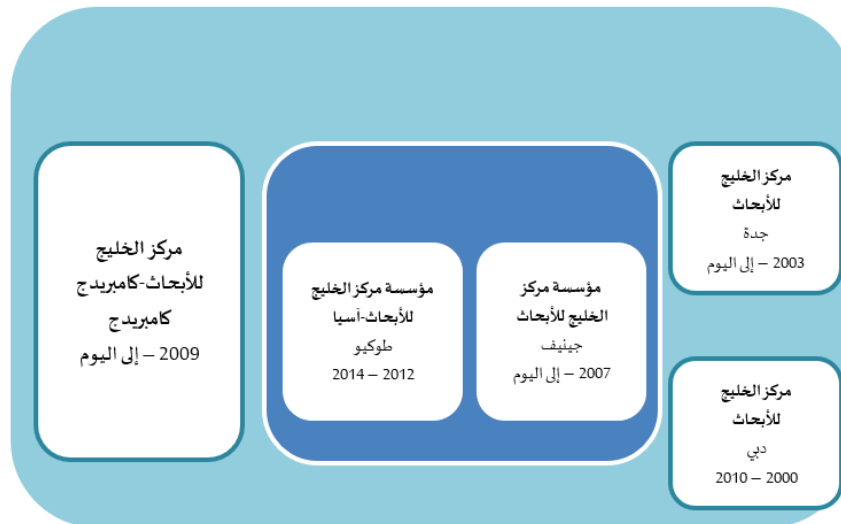 مركز الخليج
للأبحاث
جدة
2003 – إلى اليوم
مركز الخليج
للأبحاث
دبي
2000 – 2010
مؤسسة مركز
الخليج للأبحاث
جينيف
2007 – إلى اليوم
مؤسسة مركز الخليج
للأبحاث-آسيا
طوكيو
2012 – 2014
مركز الخليج
للأبحاث-كامبريدج
كامبريدج
2009 – إلى اليوم